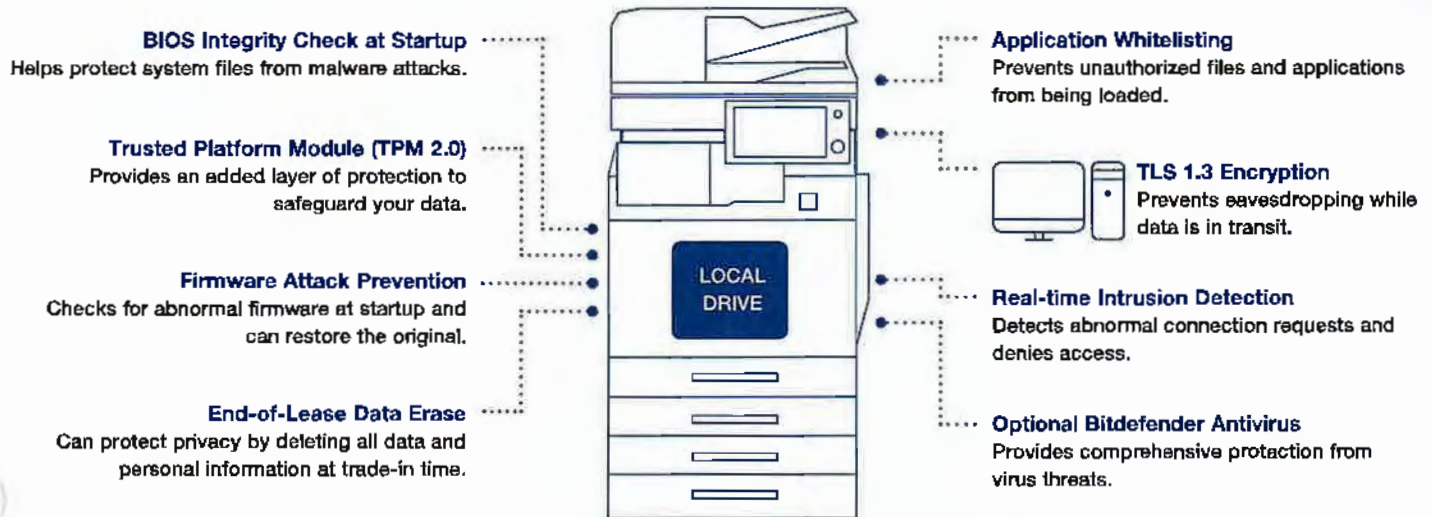 BIOS Integrity Check at Startup
Helps protect system files from malware attacks.
Trusted Platform Module (TPM 2.0)
Provides an added layer of protection to
safeguard your data.
Firmware Attack Prevention
Checks for abnormal firmware at startup and
can restore the original.
End-of-Lease Data Erase
Can protect privacy by deleting all data and
personal information at trade-in time.
LOCAL
DRIVE
Application Whitelisting
Prevents unauthorized files and applications
from being loaded.
TLS 1.3 Encryption
Prevents eavesdropping while
data is in transit.
Real-time Intrusion Detection
Detects abnormal connection requests and
denies access.
Optional Bitdefender Antivirus
Provides comprehensive protection from
virus threats.